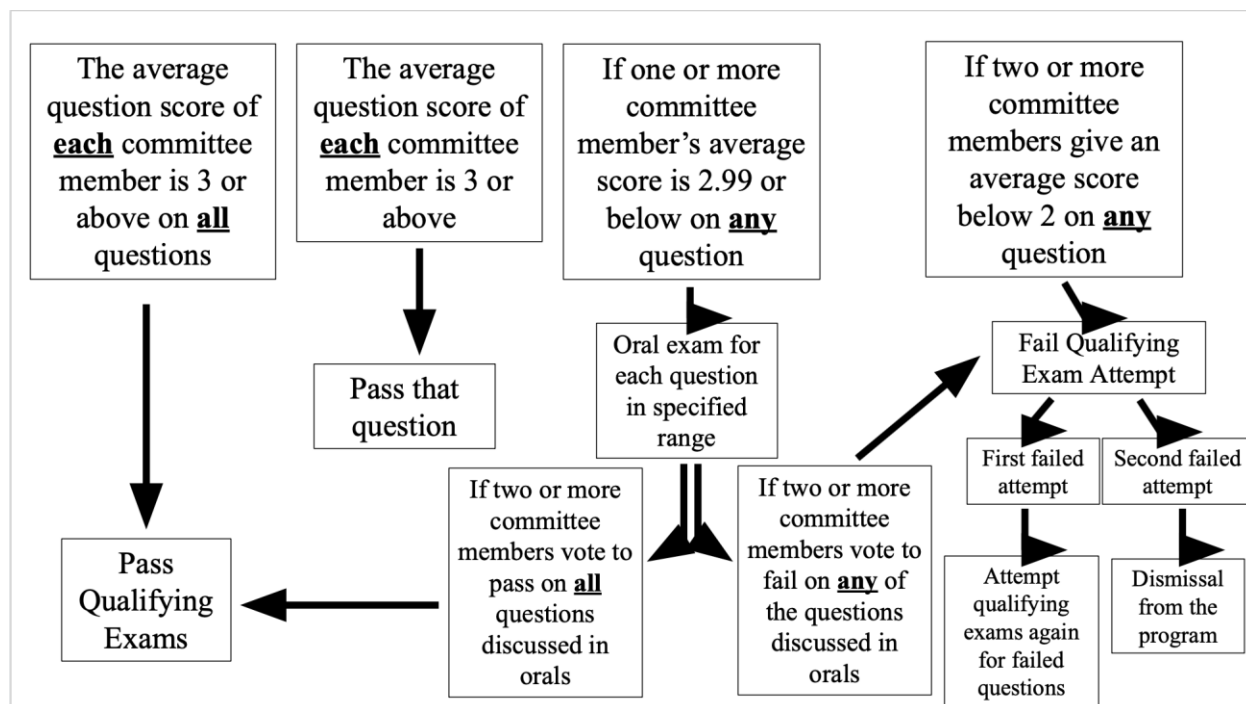 The average
question score of
each committee
member is 3 or
above on all
questions
The average
question score of
each committee
member is 3 or
above
If one or more
committee
member's average
score is 2.99 or
below on any
question
If two or more
committee
members give an
average score
below 2 on any
question
Pass that
question
Oral exam for
each question
in specified
range
Fail Qualifying
Exam Attempt
First failed
attempt
Second failed
attempt
Pass
Qualifying
Exams
If two or more
committee
members vote to
pass on all
questions
discussed in
orals
If two or more
committee
members vote to
fail on any of
the questions
discussed in
orals
Attempt
qualifying
exams again
for failed
questions
Dismissal
from the
program